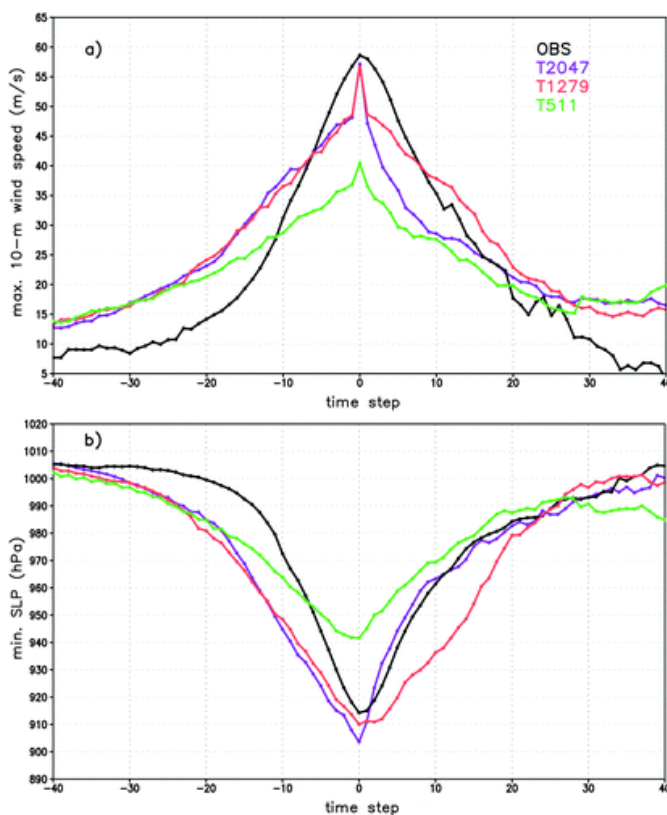 a)
OBS
T2047
T1279
T511
max. 10-m wind speed (m/s)
65
60
55
50
45
40
35
30
25
20
15
10
5
-40 -30 -20 -10 0 10 20 30 40
time step
b)
min. SLP (hPa)
1020
1010
1000
990
980
970
960
950
940
930
920
910
900
890
-40 -30 -20 -10 0 10 20 30 40
time step